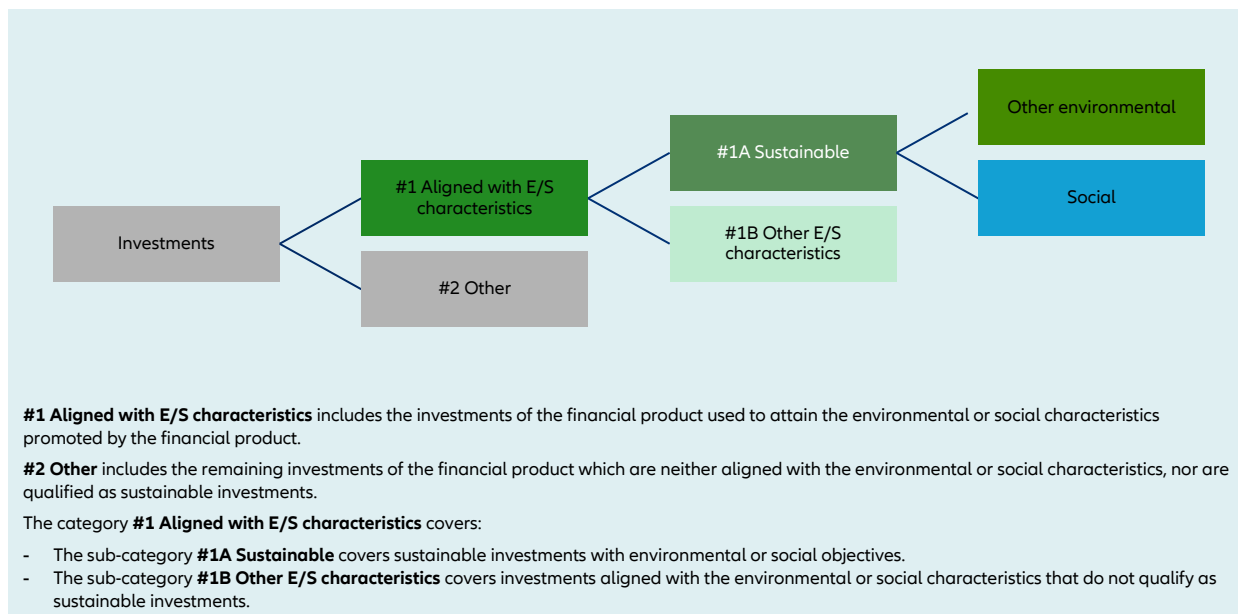 Other environmental
#1A Sustainable
#1 Aligned with E/S
characteristics
Social
Investments
#1B Other E/S
characteristics
#2 Other
#1 Aligned with E/S characteristics includes the investments of the financial product used to attain the environmental or social characteristics
promoted by the financial product.
#2 Other includes the remaining investments of the financial product which are neither aligned with the environmental or social characteristics, nor are
qualified as sustainable investments.
The category #1 Aligned with E/S characteristics covers:
- The sub-category #1A Sustainable covers sustainable investments with environmental or social objectives.
- The sub-category #1B Other E/S characteristics covers investments aligned with the environmental or social characteristics that do not qualify as
sustainable investments.